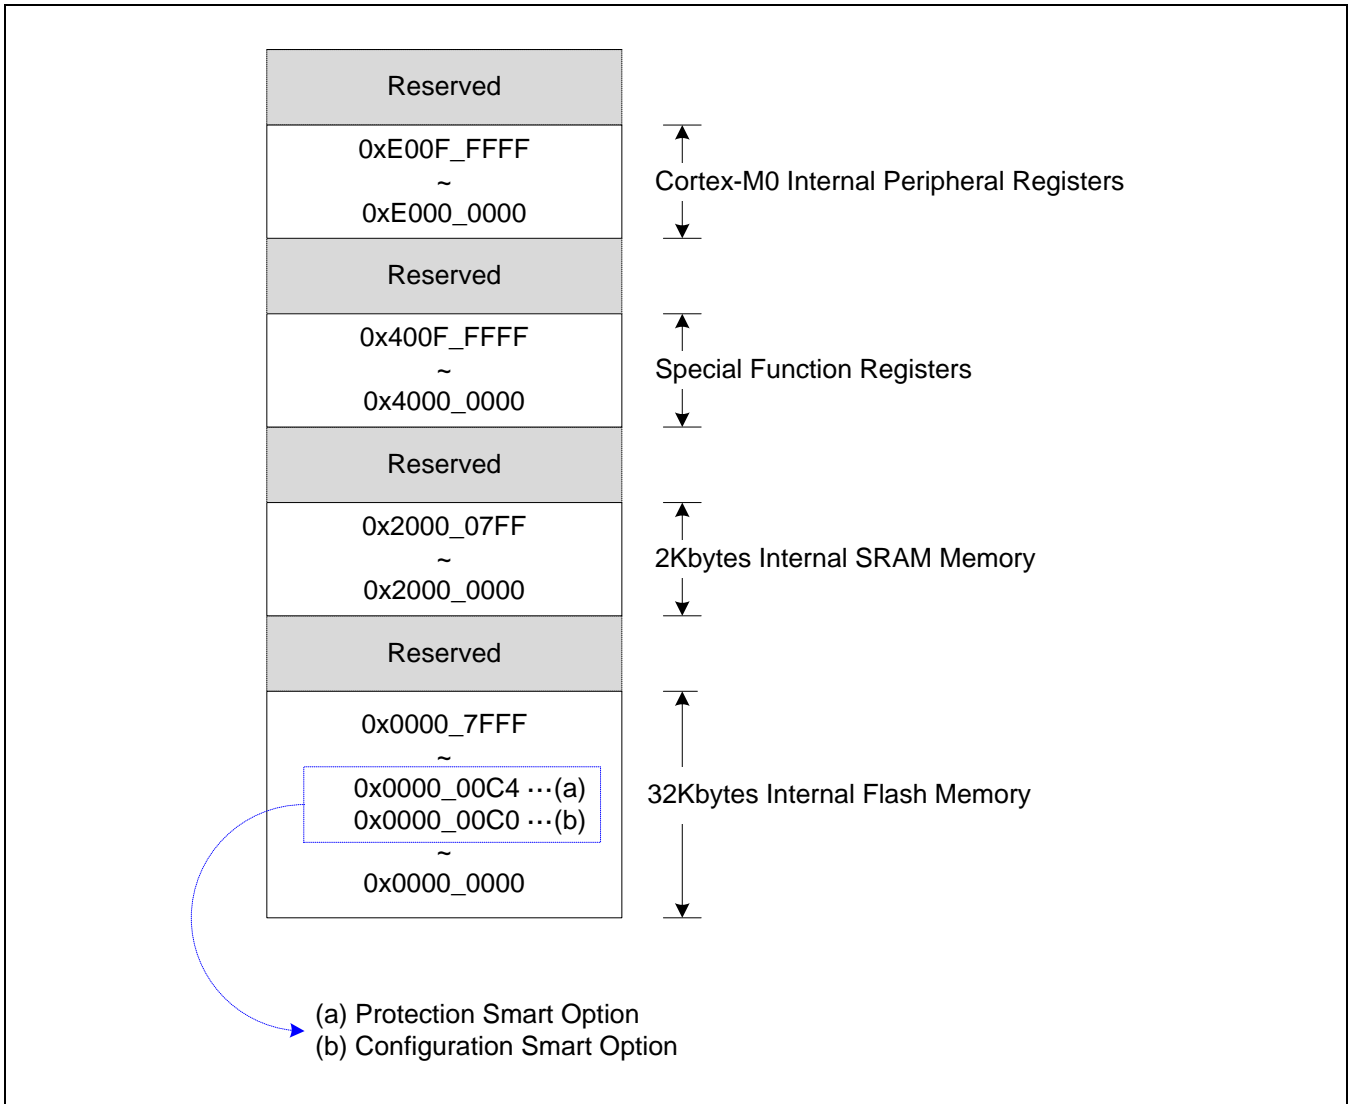 Reserved
0xE00F_FFFF
~
0xE000_0000
Cortex-M0 Internal Peripheral Registers
Reserved
0x400F_FFFF
~
0x4000_0000
Special Function Registers
Reserved
0x2000_07FF
~
0x2000_0000
2Kbytes Internal SRAM Memory
Reserved
0x0000_7FFF
~
0x0000_00C4 ⋯(a)
0x0000_00C0 ⋯(b)
~
0x0000_0000
32Kbytes Internal Flash Memory
(a) Protection Smart Option
(b) Configuration Smart Option